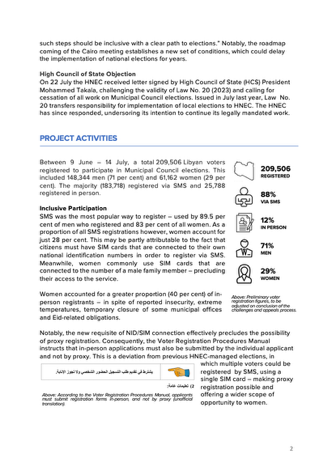 such steps should be inclusive with a clear path to elections.” Notably, the roadmap
coming of the Cairo meeting establishes a new set of conditions, which could delay
the implementation of national elections for years.
High Council of State Objection
On 22 July the HNEC received letter signed by High Council of State (HCS) President
Mohammed Takala, challenging the validity of Law No. 20 (2023) and calling for
cessation of all work on Municipal Council elections. Issued in July last year, Law No.
20 transfers responsibility for implementation of local elections to HNEC. The HNEC
has since responded, undersoring its intention to continue its legally mandated work.
PROJECT ACTIVITIES
Between 9 June – 14 July, a total 209,506 Libyan voters
registered to participate in Municipal Council elections. This
included 148,344 men (71 per cent) and 61,162 women (29 per
cent). The majority (183,718) registered via SMS and 25,788
registered in person.
Inclusive Participation
SMS was the most popular way to register – used by 89.5 per
cent of men who registered and 83 per cent of all women. As a
proportion of all SMS registrations however, women account for
just 28 per cent. This may be partly attributable to the fact that
citizens must have SIM cards that are connected to their own
national identification numbers in order to register via SMS.
Meanwhile, women commonly use SIM cards that are
connected to the number of a male family member – precluding
their access to the service.
Women accounted for a greater proportion (40 per cent) of in-
person registrants – in spite of reported insecurity, extreme
temperatures, temporary closure of some municipal offices
and Eid-related obligations.
209,506
REGISTERED
88%
VIA SMS
12%
IN PERSON
71%
MEN
29%
WOMEN
Above: Preliminary voter
registration figures, to be
adjusted on conclusion of the
challenges and appeals process.
Notably, the new requisite of NID/SIM connection effectively precludes the possibility
of proxy registration. Consequently, the Voter Registration Procedures Manual
instructs that in-person applications must also be submitted by the individual applicant
and not by proxy. This is a deviation from previous HNEC-managed elections, in
which multiple voters could be
registered by SMS, using a
single SIM card – making proxy
registration possible and
offering a wider scope of
opportunity to women.
يشترط في تقديم طلب التسجيل الحضور الشخصي ولا تجوز الانابة.
2) تعليمات عامة:
Above: According to the Voter Registration Procedures Manual, applicants
must submit registration forms in-person, and not by proxy (unofficial
translation)
2